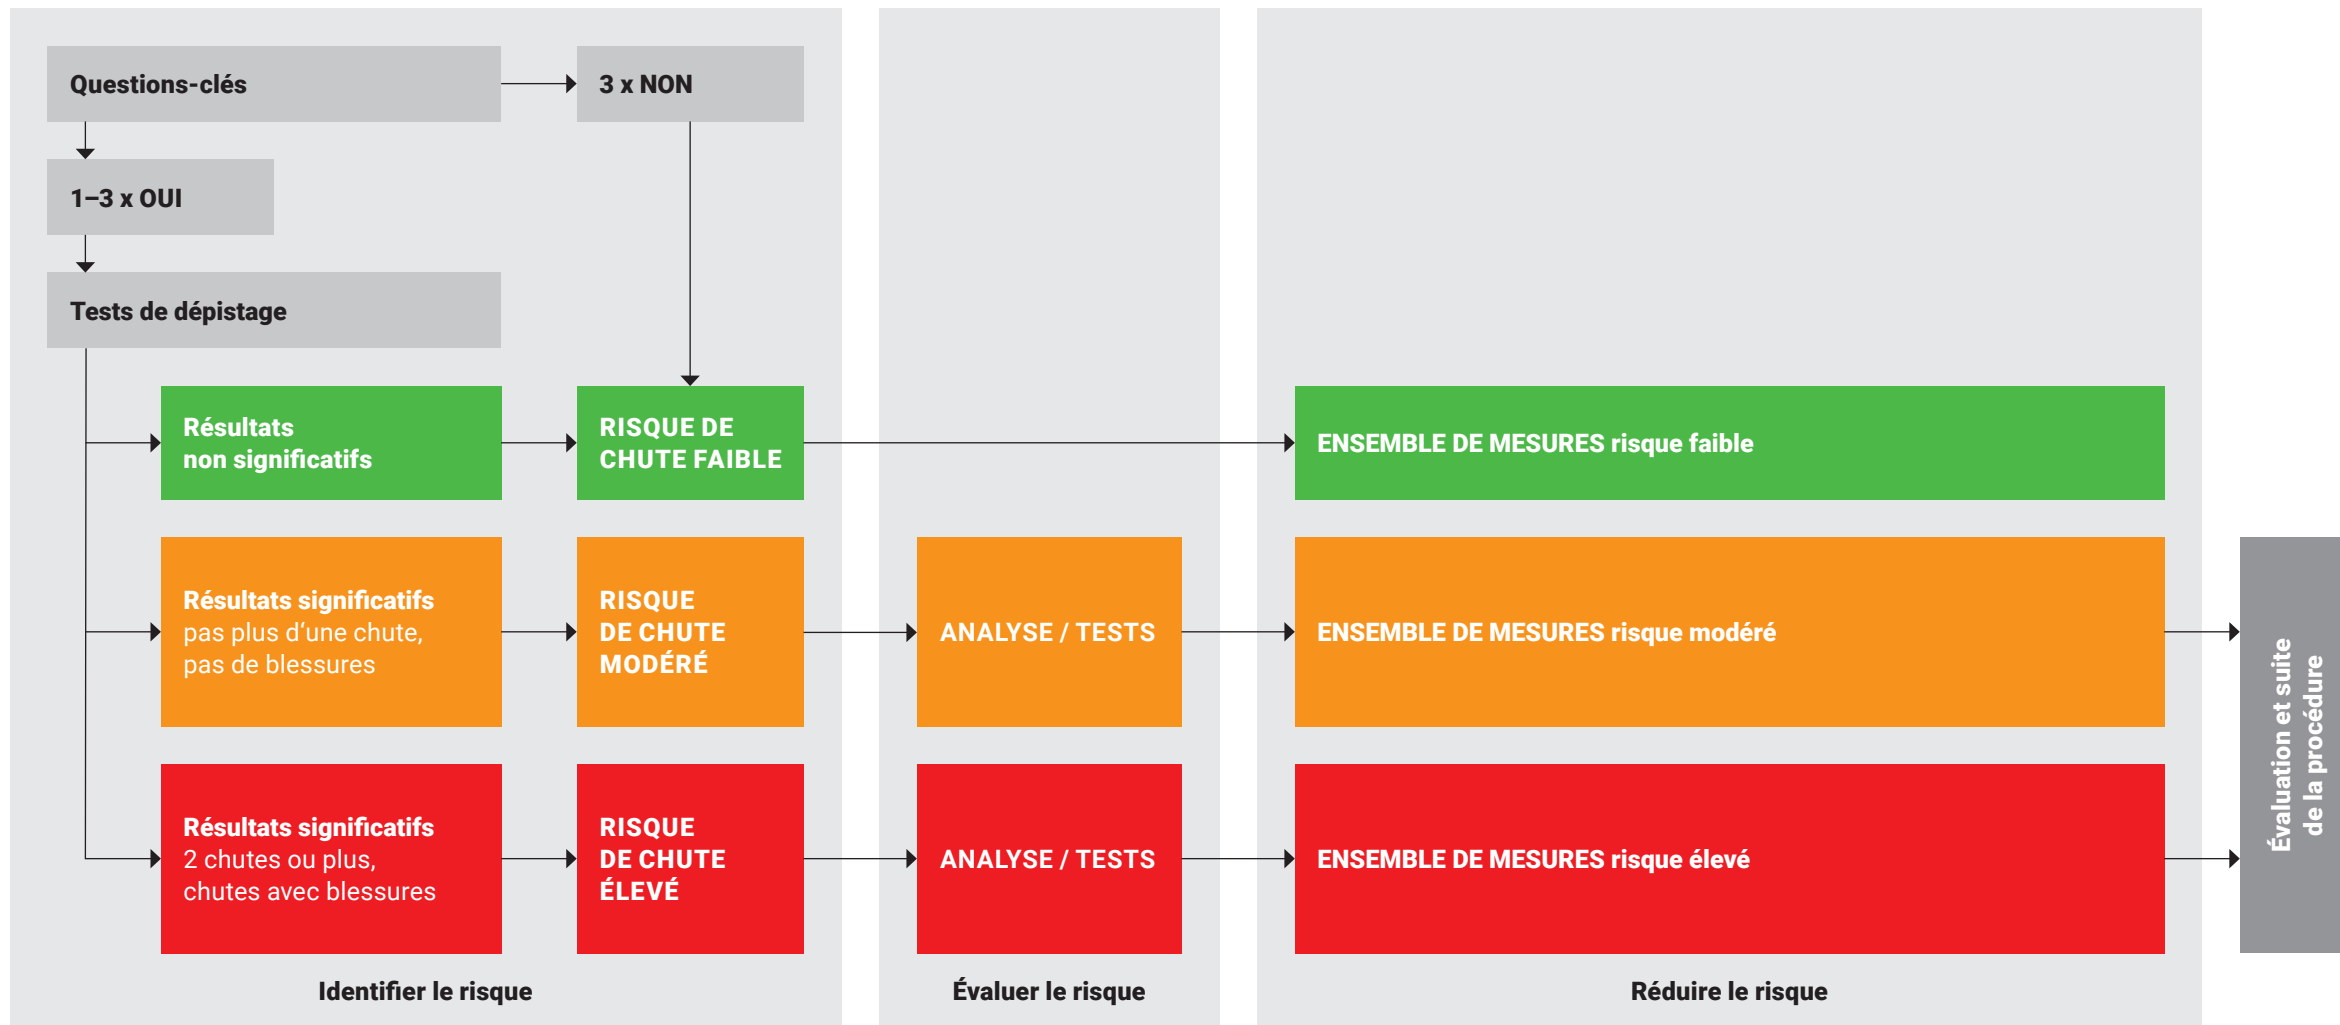 Questions-clés
3 x NON
1–3 x OUI
Tests de dépistage
Résultats
non significatifs
RISQUE DE
CHUTE FAIBLE
ENSEMBLE DE MESURES risque faible
Résultats significatifs
pas plus d‘une chute,
pas de blessures
RISQUE
DE CHUTE
MODÉRÉ
ANALYSE / TESTS
ENSEMBLE DE MESURES risque modéré
Résultats significatifs
2 chutes ou plus,
chutes avec blessures
RISQUE
DE CHUTE
ÉLEVÉ
ANALYSE / TESTS
ENSEMBLE DE MESURES risque élevé
Évaluation et suite
de la procédure
Identifier le risque
Évaluer le risque
Réduire le risque